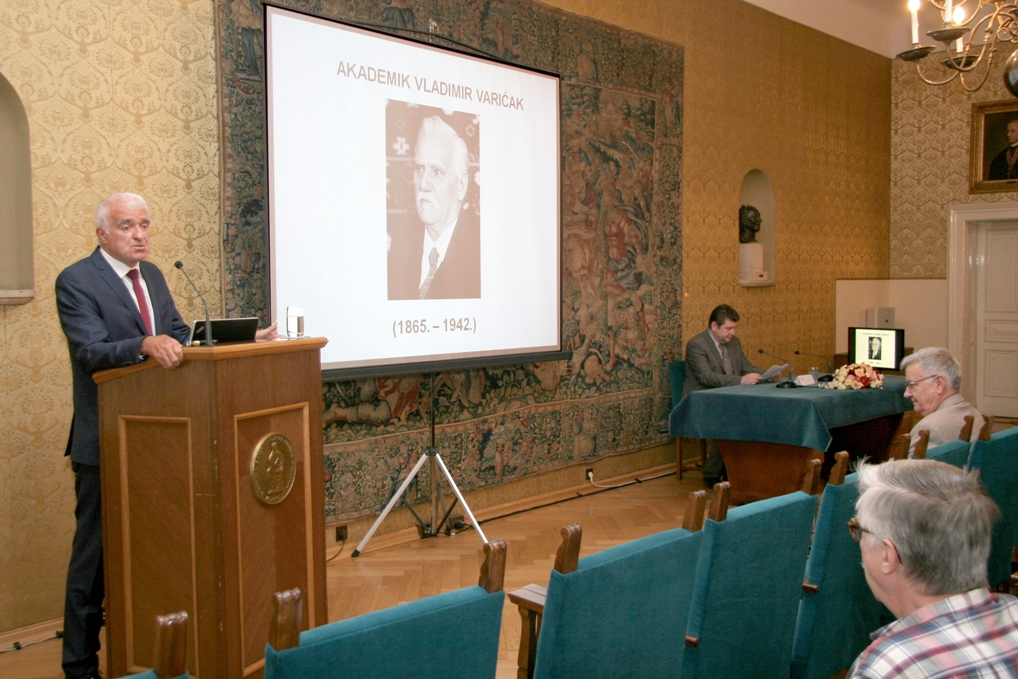 AKADEMIK VLADIMIR VARIĆAK
(1865. – 1942.)